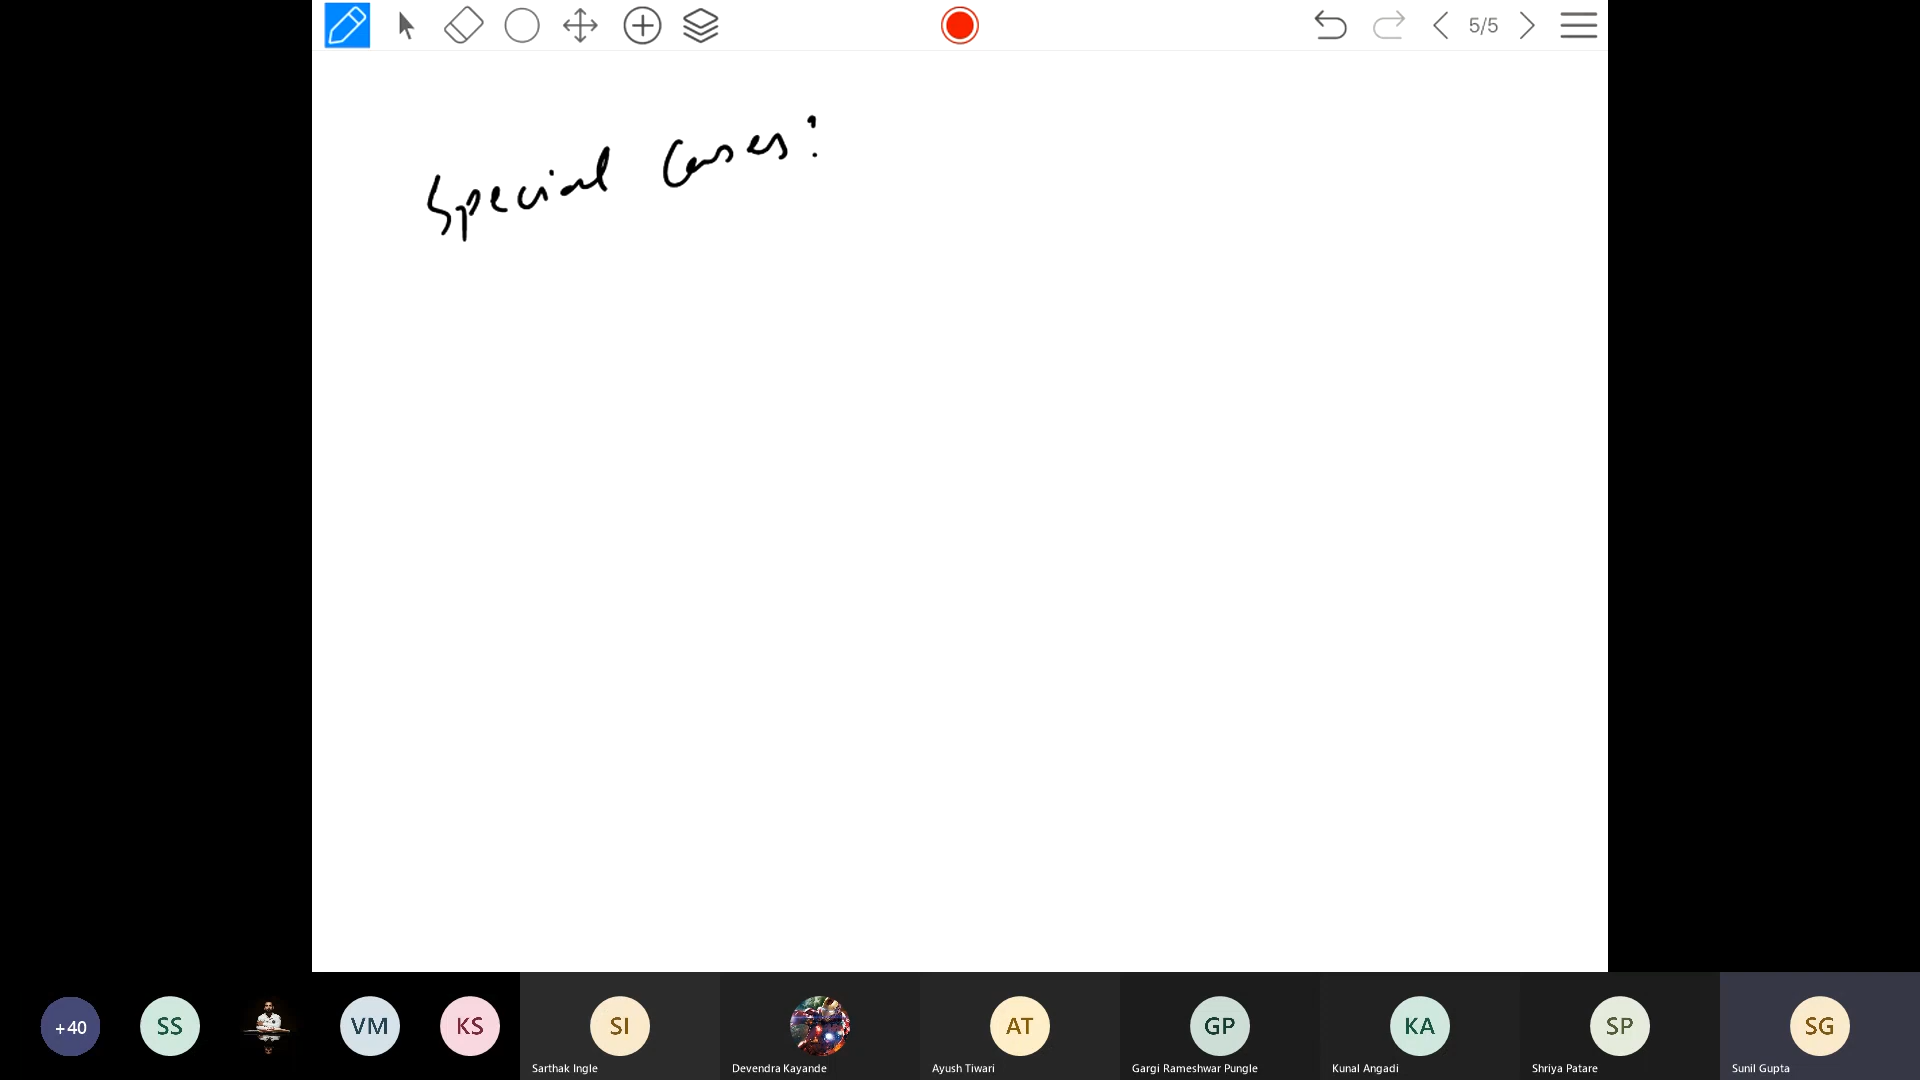 5/5
Special Cases:
+40
SS
VM
KS
SI
AT
GP
KA
SP
SG
Sarthak Ingle
Devendra Kayande
Ayush Tiwari
Gargi Rameshwar Pungle
Kunal Angadi
Shriya Patare
Sunil Gupta